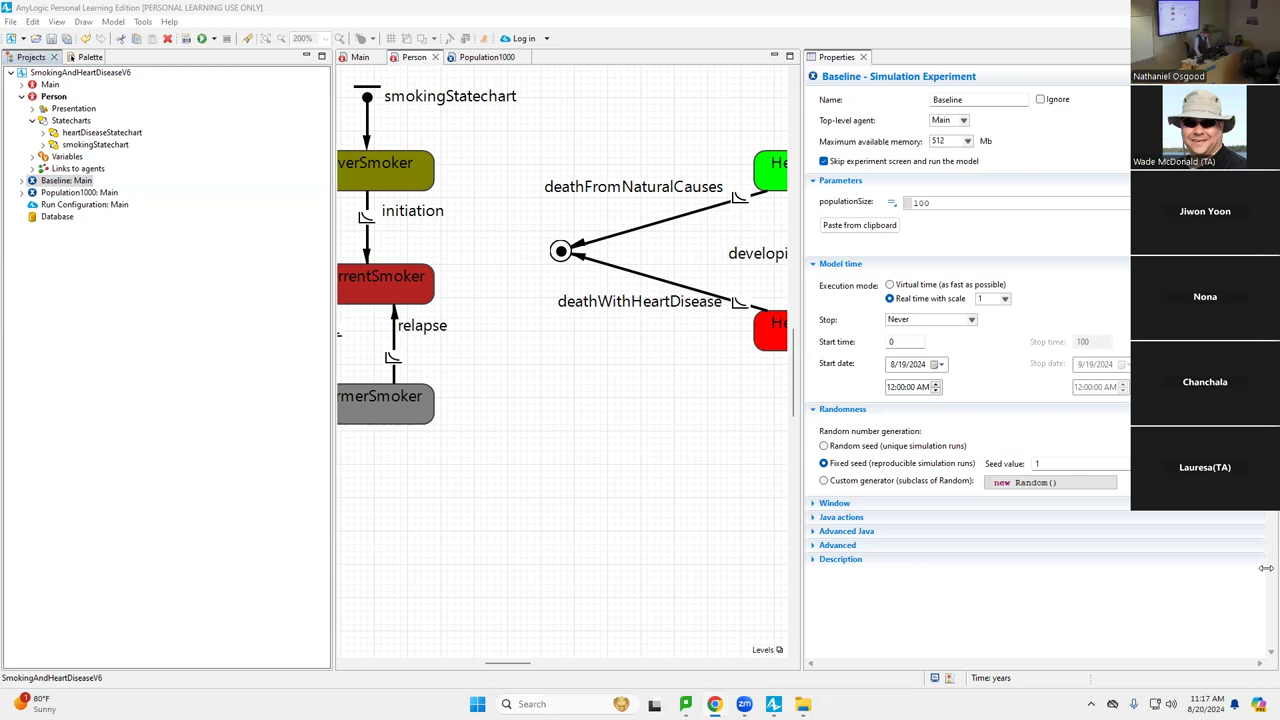 AnyLogic Personal Learning Edition [PERSONAL LEARNING USE ONLY]
File Edit View Draw Model Tools Help
200% Log in
Projects Palette
Main Person Population1000
Properties
SmokingAndHeartDiseaseV6
Main
Person
Presentation
Statecharts
heartDiseaseStatechart
smokingStatechart
Variables
Links to agents
Baseline: Main
Population1000: Main
Run Configuration: Main
Database
smokingStatechart
verSmoker
initiation
rrentSmoker
relapse
rmerSmoker
deathFromNaturalCauses
He
developi
deathWithHeartDisease
He
Levels
Baseline - Simulation Experiment
Name: Baseline Ignore
Top-level agent: Main
Maximum available memory: 512 Mb
Skip experiment screen and run the model
Parameters
populationSize: 100
Paste from clipboard
Model time
Execution mode: Virtual time (as fast as possible)
Real time with scale 1
Stop: Never
Start time: 0 Stop time: 100
Start date: 8/19/2024 Stop date: 9/19/2024
12:00:00 AM 12:00:00 AM
Randomness
Random number generation:
Random seed (unique simulation runs)
Fixed seed (reproducible simulation runs) Seed value: 1
Custom generator (subclass of Random): new Random()
Window
Java actions
Advanced Java
Advanced
Description
Nathaniel Osgood
Wade McDonald (TA)
Jiwon Yoon
Nona
Chanchala
Lauresa(TA)
SmokingAndHeartDiseaseV6
Time: years
1
80°F
Sunny
Search
11:17 AM
8/20/2024